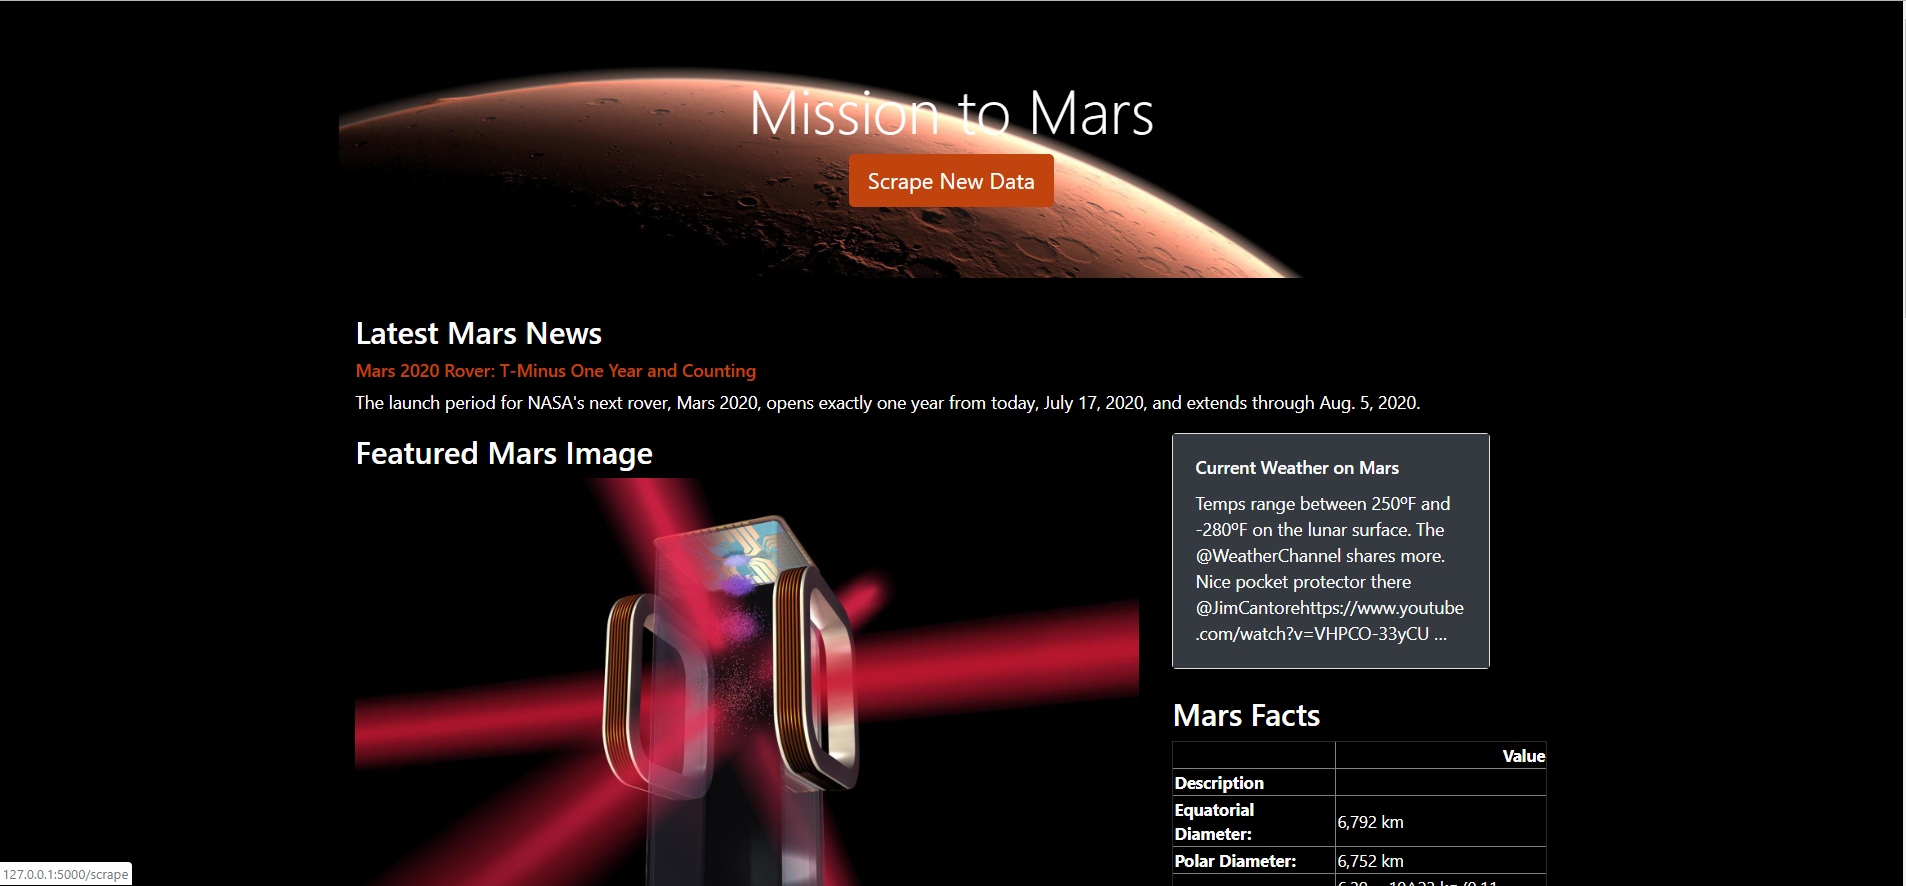 Mission to Mars
Scrape New Data
Latest Mars News
Mars 2020 Rover: T-Minus One Year and Counting
The launch period for NASA's next rover, Mars 2020, opens exactly one year from today, July 17, 2020, and extends through Aug. 5, 2020.
Featured Mars Image
Current Weather on Mars
Temps range between 250ºF and
-280ºF on the lunar surface. The
@WeatherChannel shares more.
Nice pocket protector there
@JimCantorehttps://www.youtube
.com/watch?v=VHPCO-33yCU ...
Mars Facts
Value
Description
Equatorial
Diameter:
6,792 km
Polar Diameter:
6,752 km
127.0.0.1:5000/scrape